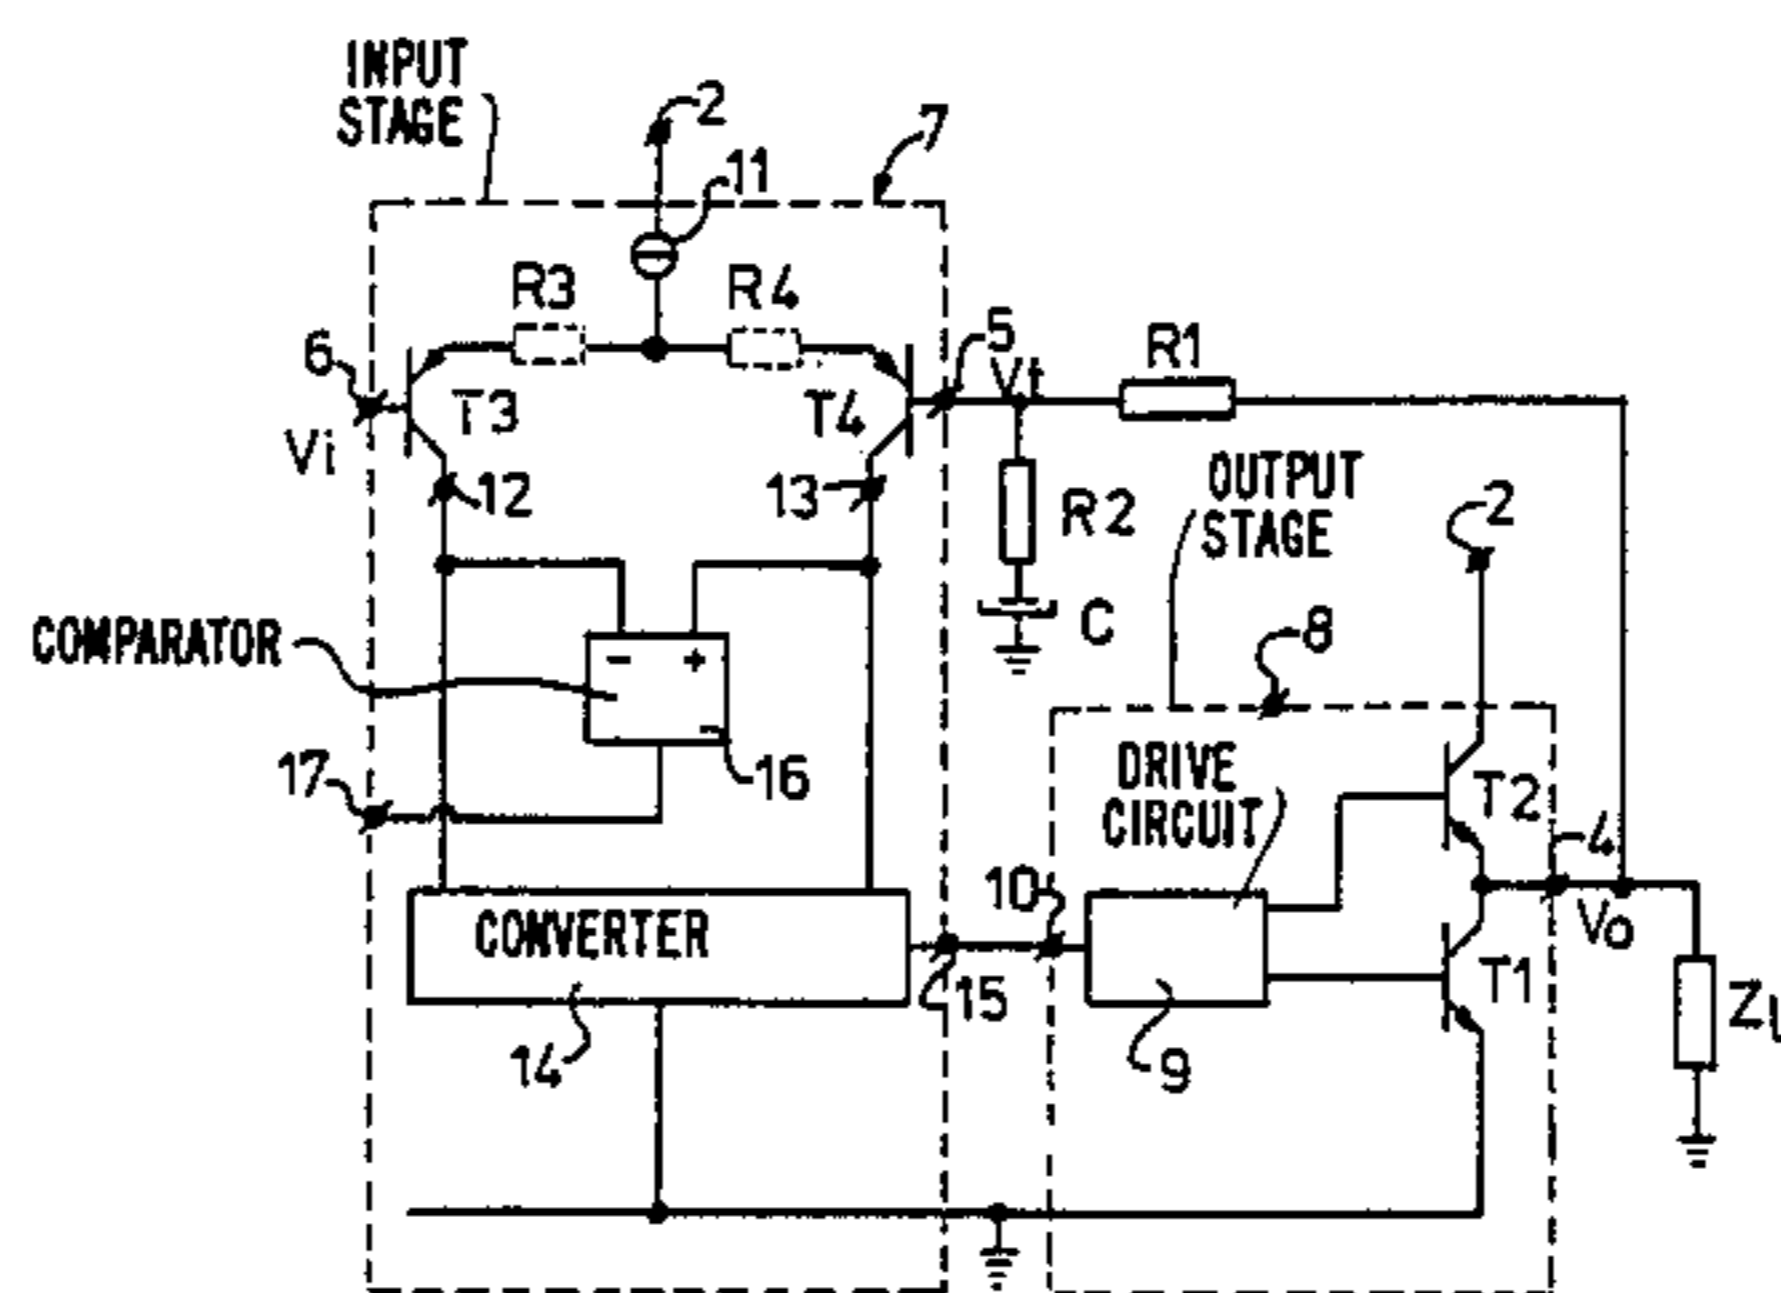 INPUT
STAGE
2
7
11
R3
R4
6
5
Vt
R1
T3
T4
Vi
12
13
R2
OUTPUT
STAGE
2
C
8
COMPARATOR
-
+
16
17
DRIVE
CIRCUIT
T2
4
10
Vo
CONVERTER
15
T1
ZL
14
9